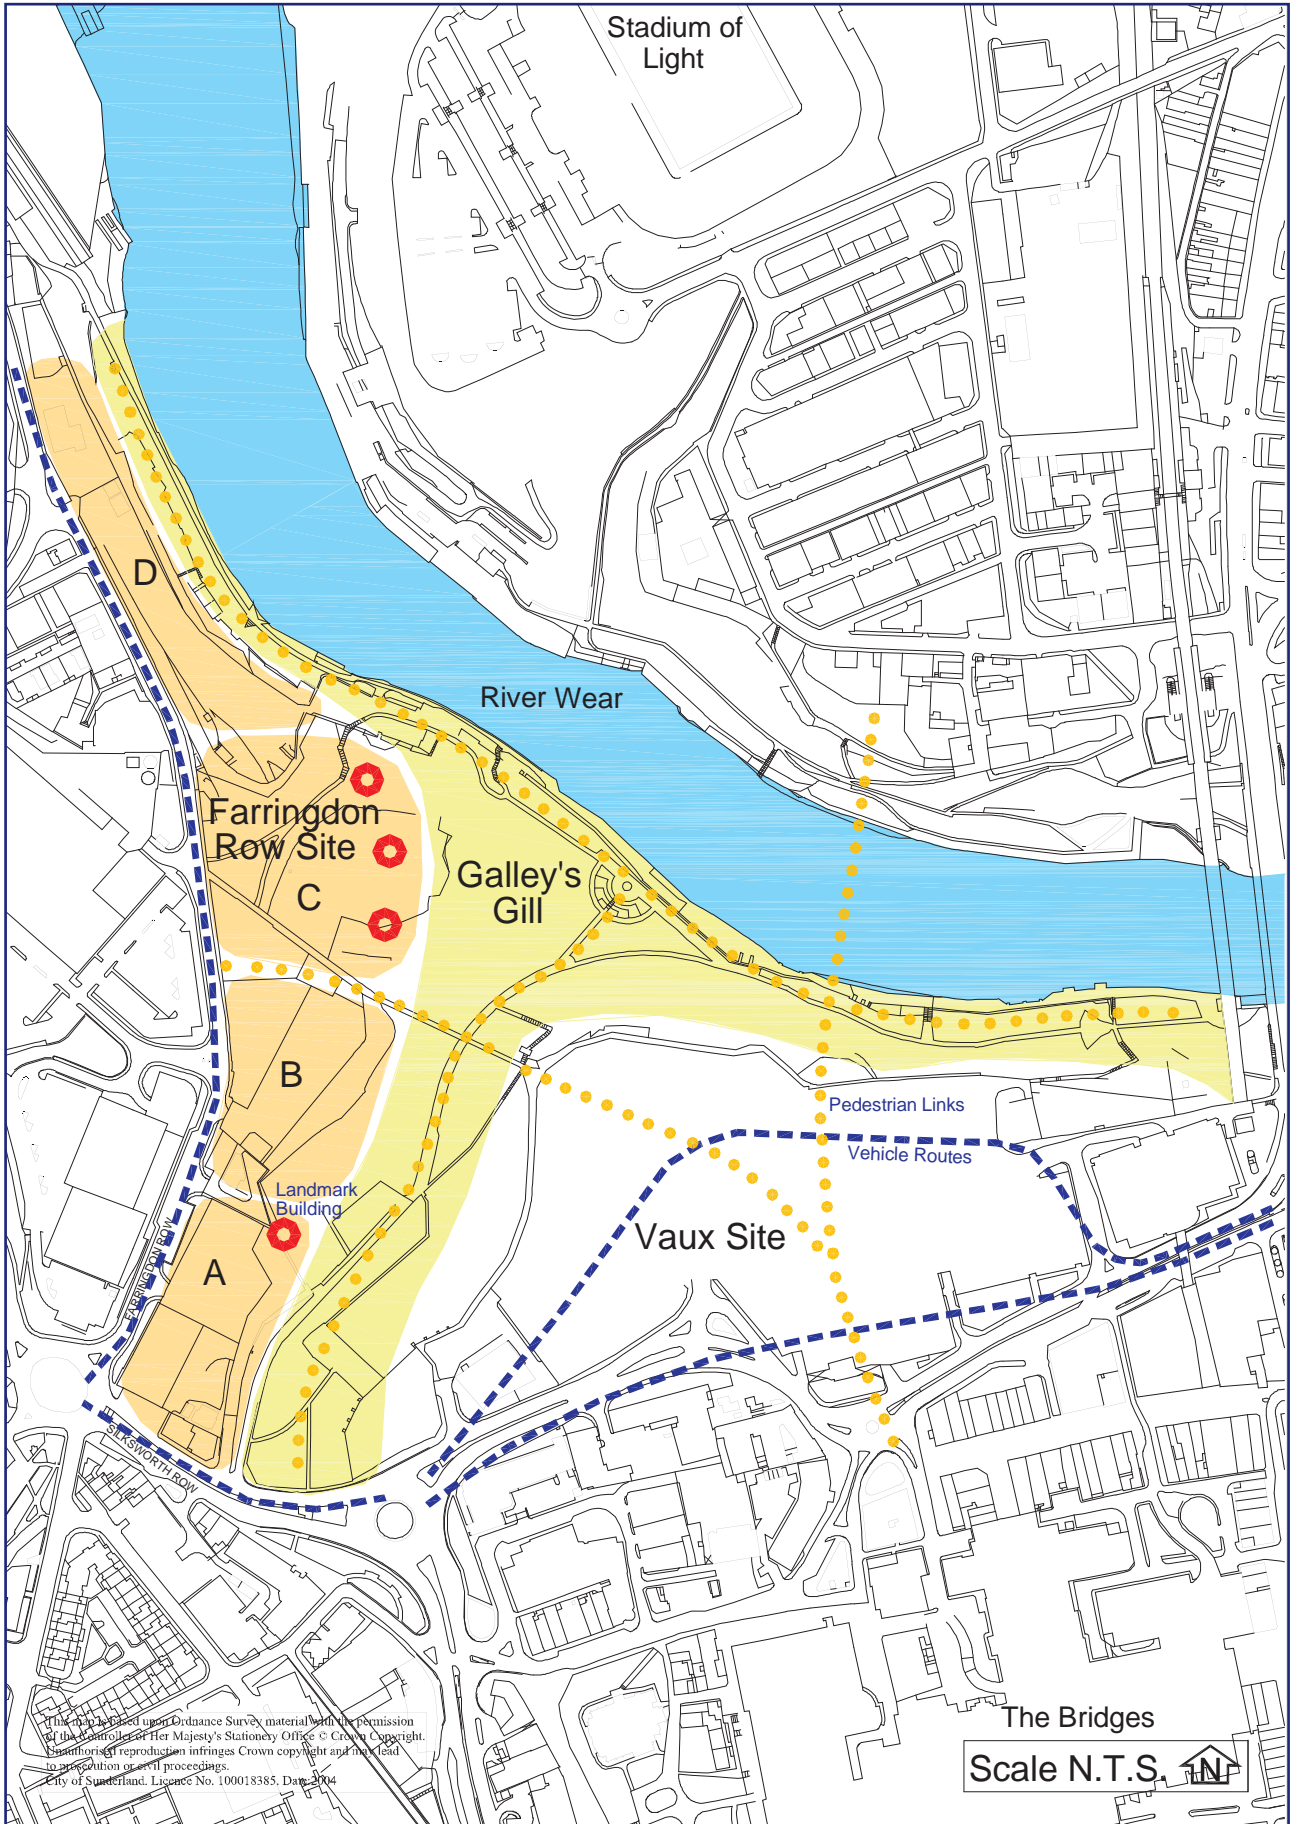 Stadium of
Light
D
River Wear
Farringdon
Row Site
C
Galley's
Gill
B
Pedestrian Links
Vehicle Routes
Landmark
Building
Vaux Site
A
FARRINGDON ROW
SILKSWORTH ROW
The Bridges
Scale N.T.S. N
This map is based upon Ordnance Survey material with the permission
of the Controller of Her Majesty's Stationery Office © Crown Copyright.
Unauthorised reproduction infringes Crown copyright and may lead
to prosecution or civil proceedings.
City of Sunderland. Licence No. 100018385. Date 2004